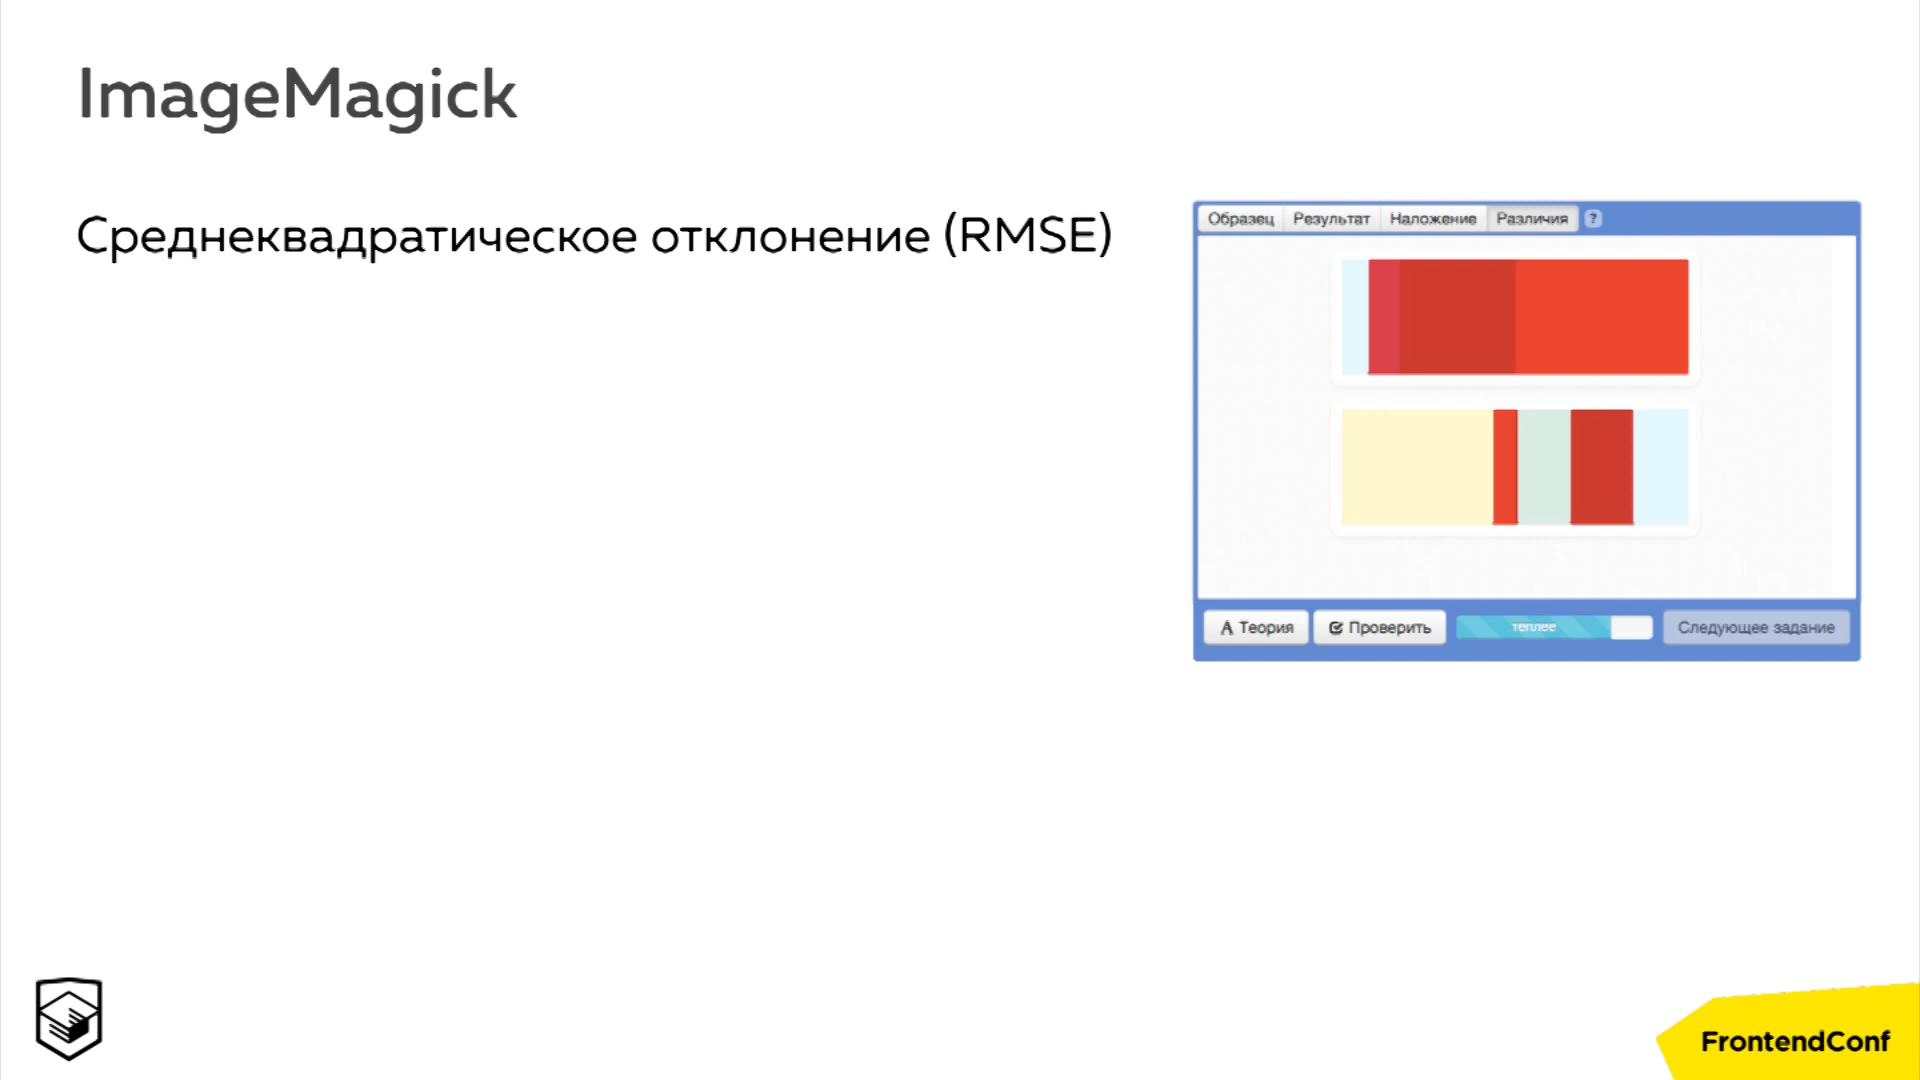 ImageMagick
Среднеквадратическое отклонение (RMSE)
Образец Результат Наложение Различия ?
Теория Проверить теплее Следующее задание
FrontendConf